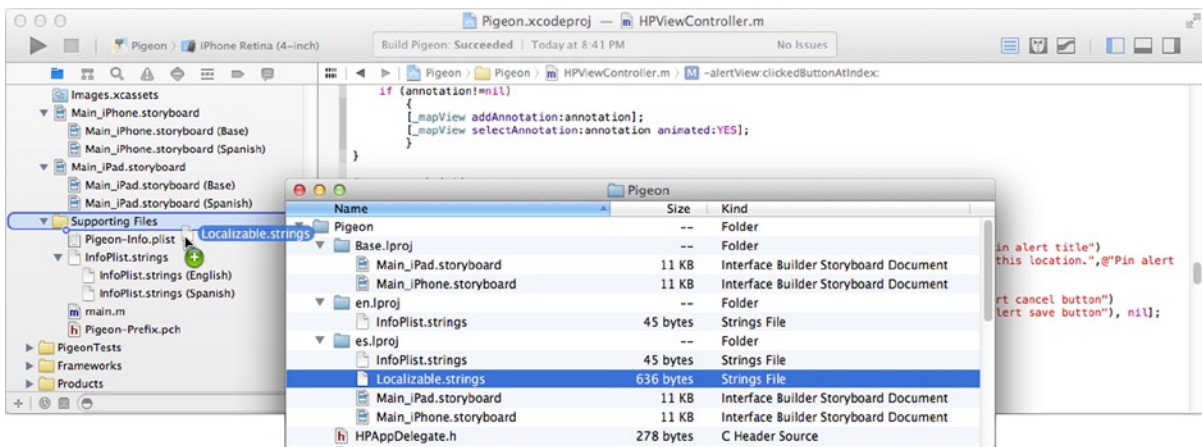 Pigeon.xcodeproj — m HPViewController.m
Pigeon › iPhone Retina (4-inch)
Build Pigeon: Succeeded | Today at 8:41 PM
No Issues
Pigeon › Pigeon › m HPViewController.m › M -alertView:clickedButtonAtIndex:
Images.xcassets
Main_iPhone.storyboard
Main_iPhone.storyboard (Base)
Main_iPhone.storyboard (Spanish)
Main_iPad.storyboard
Main_iPad.storyboard (Base)
Main_iPad.storyboard (Spanish)
Supporting Files
Pigeon-Info.plist
Localizable.strings
InfoPlist.strings
InfoPlist.strings (English)
InfoPlist.strings (Spanish)
m main.m
h Pigeon-Prefix.pch
PigeonTests
Frameworks
Products
if (annotation!=nil)
{
[_mapView addAnnotation:annotation];
[_mapView selectAnnotation:annotation animated:YES];
}
}
in alert title")
this location.",@"Pin alert
rt cancel button")
lert save button"), nil];
Pigeon
Name Size Kind
Pigeon -- Folder
Base.lproj -- Folder
Main_iPad.storyboard 11 KB Interface Builder Storyboard Document
Main_iPhone.storyboard 11 KB Interface Builder Storyboard Document
en.lproj -- Folder
InfoPlist.strings 45 bytes Strings File
es.lproj -- Folder
InfoPlist.strings 45 bytes Strings File
Localizable.strings 636 bytes Strings File
Main_iPad.storyboard 11 KB Interface Builder Storyboard Document
Main_iPhone.storyboard 11 KB Interface Builder Storyboard Document
h HPAppDelegate.h 278 bytes C Header Source